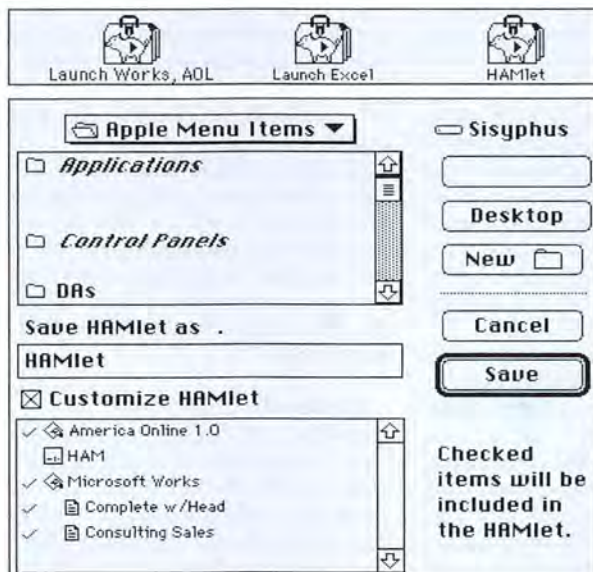 Launch Works, AOL
Launch Excel
HAMlet
Apple Menu Items
Sisyphus
Applications
Control Panels
DAs
Desktop
New
Save HAMlet as .
HAMlet
Cancel
Save
Customize HAMlet
America Online 1.0
HAM
Microsoft Works
Complete w/Head
Consulting Sales
Checked
items will be
included in
the HAMlet.